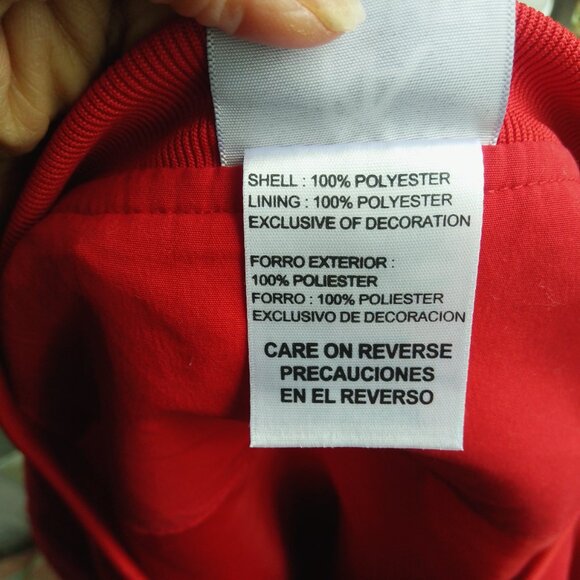 SHELL : 100% POLYESTER
LINING : 100% POLYESTER
EXCLUSIVE OF DECORATION
FORRO EXTERIOR :
100% POLIESTER
FORRO : 100% POLIESTER
EXCLUSIVO DE DECORACION
CARE ON REVERSE
PRECAUCIONES
EN EL REVERSO